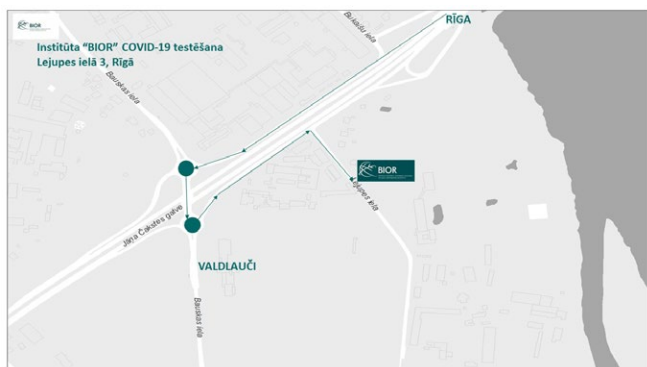 BIOR
Institūta "BIOR" COVID-19 testēšana
Lejupes ielā 3, Rīgā
RĪGA
Bauskas iela
BIOR
Lejupes iela
Jāņa Čakstes gatve
VALDLAUČI
Bauskas iela